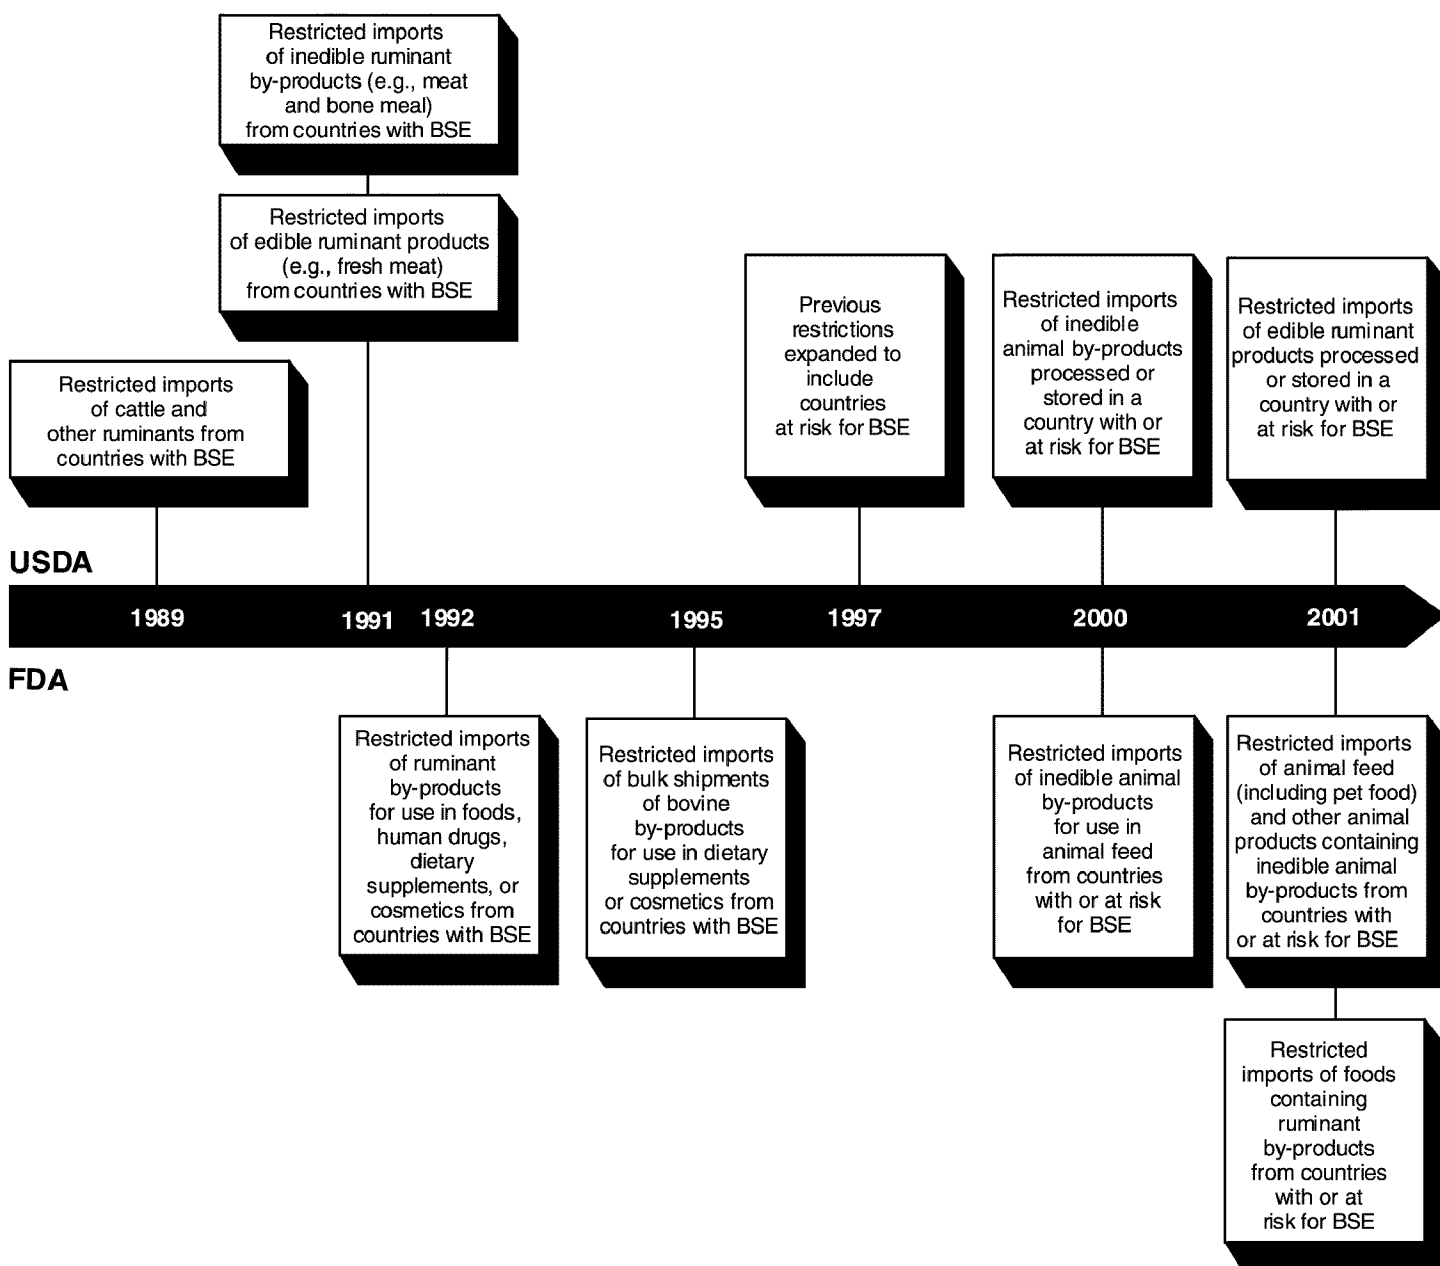 Restricted imports
of inedible ruminant
by-products (e.g., meat
and bone meal)
from countries with BSE
Restricted imports
of edible ruminant products
(e.g., fresh meat)
from countries with BSE
Restricted imports
of cattle and
other ruminants from
countries with BSE
Previous
restrictions
expanded to
include
countries
at risk for BSE
Restricted imports
of inedible
animal by-products
processed or
stored in a
country with or
at risk for BSE
Restricted imports
of edible ruminant
products processed
or stored in a
country with or
at risk for BSE
USDA
1989 1991 1992 1995 1997 2000 2001
FDA
Restricted imports
of ruminant
by-products
for use in foods,
human drugs,
dietary
supplements, or
cosmetics from
countries with BSE
Restricted imports
of bulk shipments
of bovine
by-products
for use in dietary
supplements
or cosmetics from
countries with BSE
Restricted imports
of inedible animal
by-products
for use in
animal feed
from countries
with or at risk
for BSE
Restricted imports
of animal feed
(including pet food)
and other animal
products containing
inedible animal
by-products from
countries with
or at risk for BSE
Restricted
imports of foods
containing
ruminant
by-products
from countries
with or at
risk for BSE